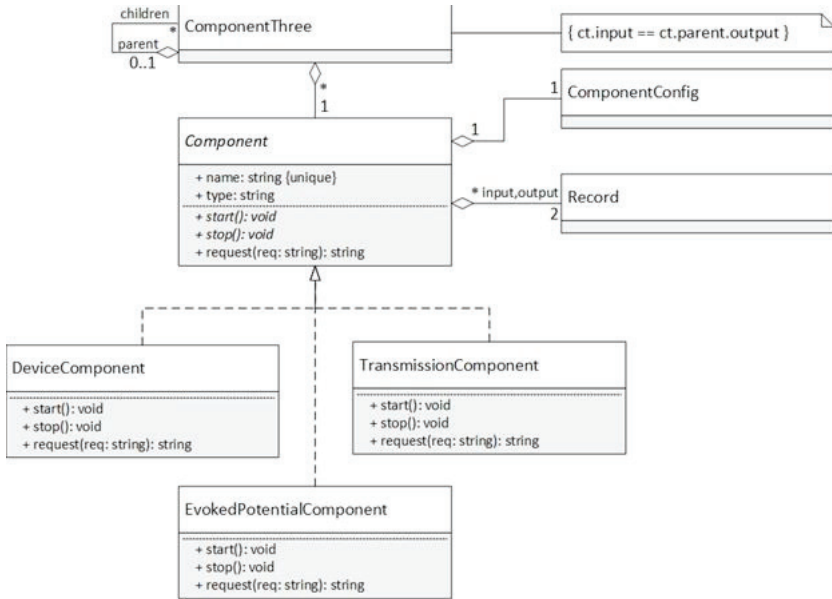 children
*
parent
0..1
ComponentThree
{ ct.input == ct.parent.output }
*
1
Component
+ name: string {unique}
+ type: string
+ start(): void
+ stop(): void
+ request(req: string): string
1
1
ComponentConfig
* input,output
2
Record
DeviceComponent
+ start(): void
+ stop(): void
+ request(req: string): string
TransmissionComponent
+ start(): void
+ stop(): void
+ request(req: string): string
EvokedPotentialComponent
+ start(): void
+ stop(): void
+ request(req: string): string